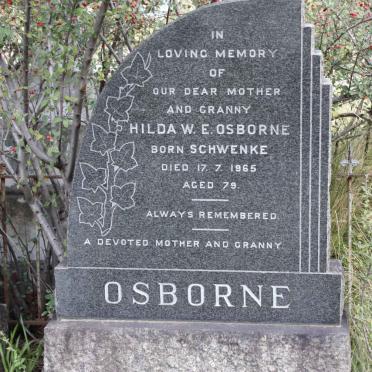 IN
LOVING MEMORY
OF
OUR DEAR MOTHER
AND GRANNY
HILDA W. E. OSBORNE
BORN SCHWENKE
DIED 17. 7. 1965
AGED 79
ALWAYS REMEMBERED
A DEVOTED MOTHER AND GRANNY
OSBORNE